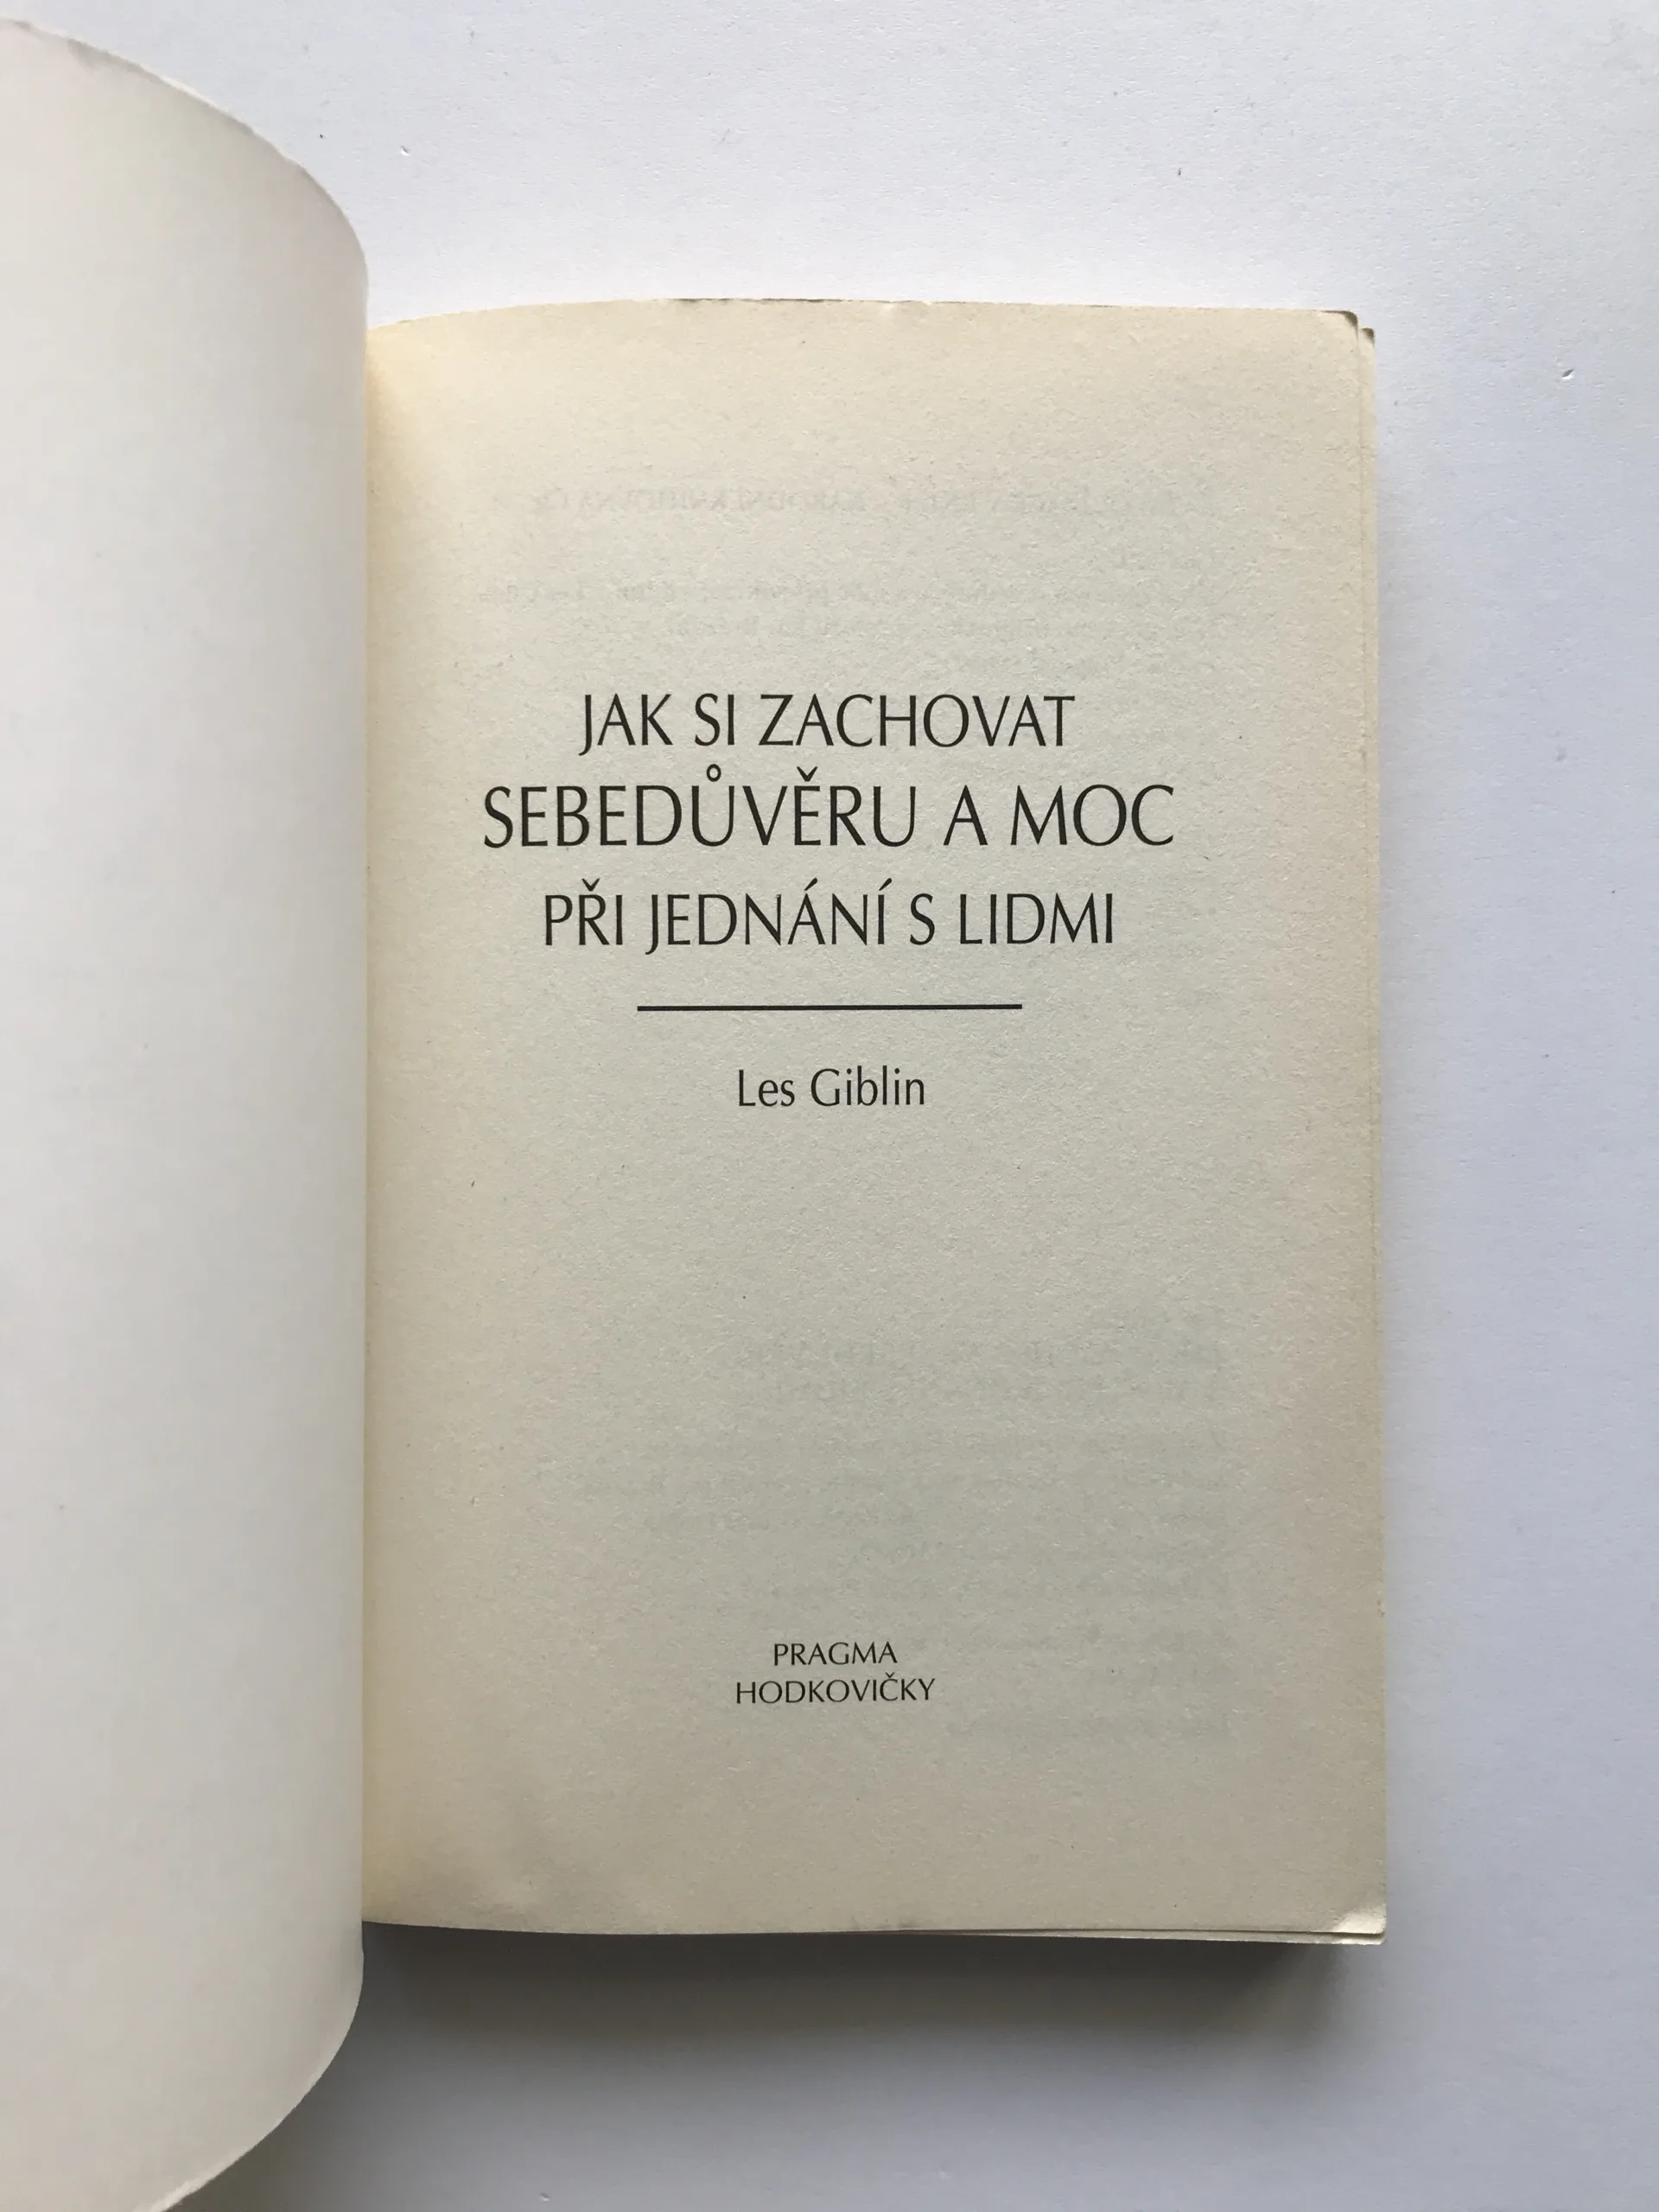 JAK SI ZACHOVAT
SEBEDŮVĚRU A MOC
PŘI JEDNÁNÍ S LIDMI
Les Giblin
PRAGMA
HODKOVIČKY